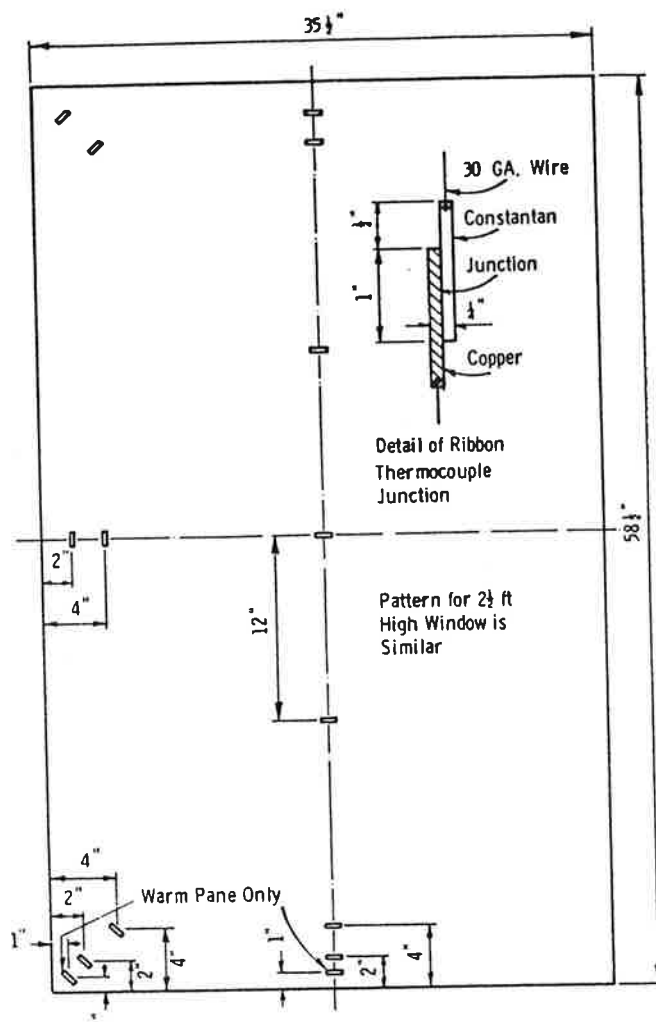 35 ½"
30 GA. Wire
Constantan
½"
Junction
1"
¼"
Copper
Detail of Ribbon
Thermocouple
Junction
58 ½"
2"
4"
12"
Pattern for 2½ ft
High Window is
Similar
4"
2"
Warm Pane Only
1"
1"
4"
2"
4"
2"